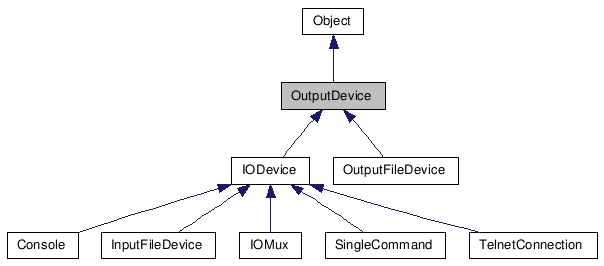 Object
OutputDevice
IODevice
OutputFileDevice
Console
InputFileDevice
IOMux
SingleCommand
TelnetConnection